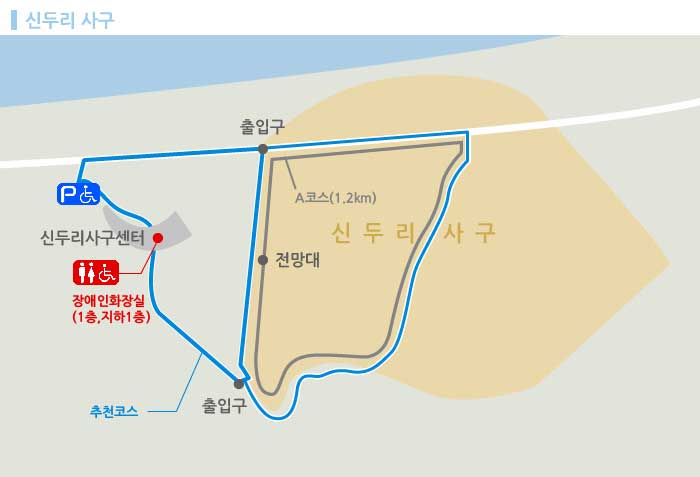 신두리 사구
출입구
A코스(1.2km)
P
신두리 사구
신두리사구센터
전망대
장애인화장실
(1층,지하1층)
추천코스
출입구